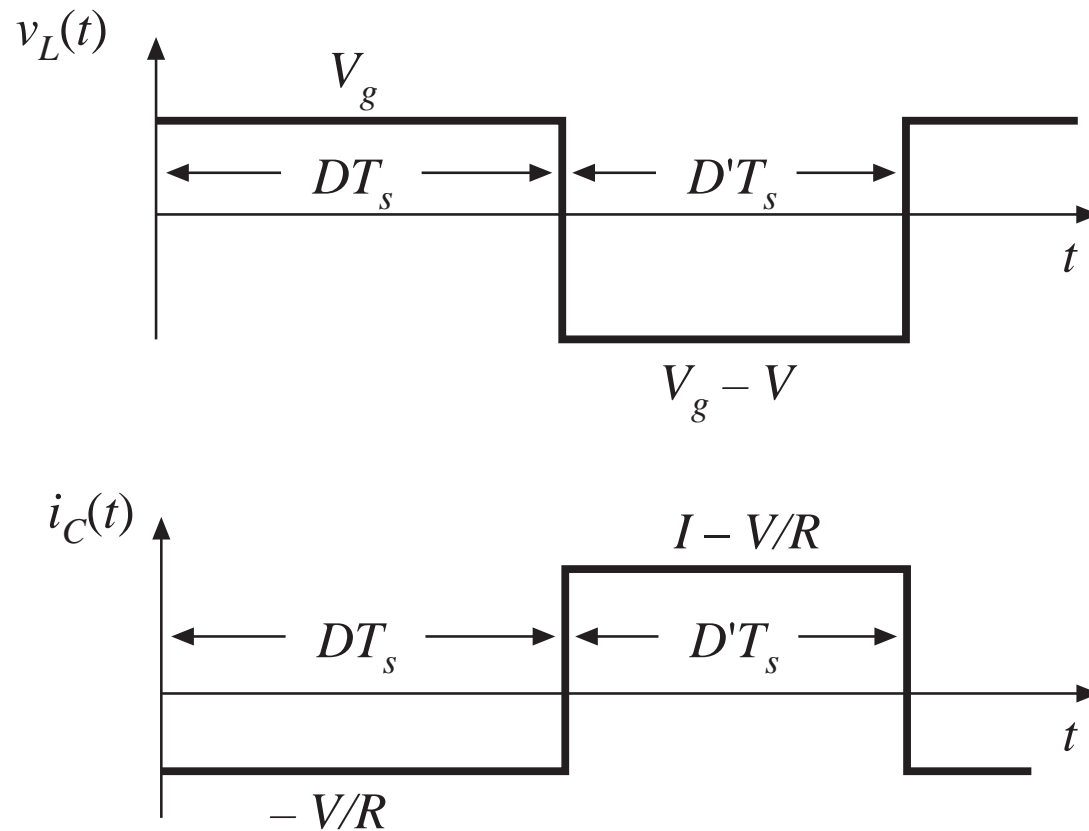 v_L(t)
V_g
DT_s
D'T_s
t
V_g – V
i_C(t)
I – V/R
DT_s
D'T_s
t
– V/R